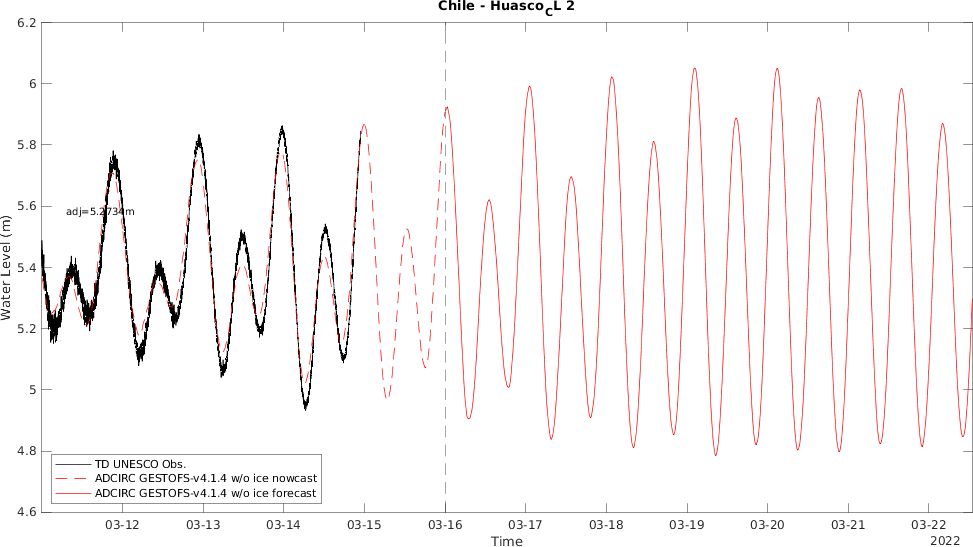 Chile - Huasco_CL 2
6.2
6
5.8
5.6
5.4
5.2
5
4.8
4.6
Water Level (m)
adj=5.2734m
TD UNESCO Obs.
ADCIRC GESTOFS-v4.1.4 w/o ice nowcast
ADCIRC GESTOFS-v4.1.4 w/o ice forecast
03-12 03-13 03-14 03-15 03-16 03-17 03-18 03-19 03-20 03-21 03-22
Time
2022